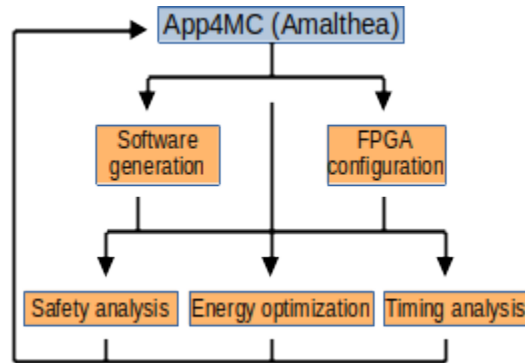 App4MC (Amalthea)
Software
generation
FPGA
configuration
Safety analysis
Energy optimization
Timing analysis